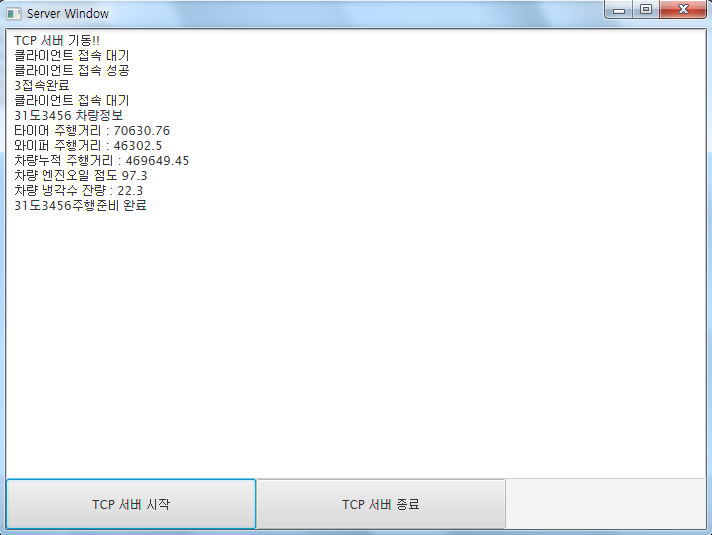 Server Window
TCP 서버 기동!!
클라이언트 접속 대기
클라이언트 접속 성공
3접속완료
클라이언트 접속 대기
31도3456 차량정보
타이어 주행거리 : 70630.76
와이퍼 주행거리 : 46302.5
차량누적 주행거리 : 469649.45
차량 엔진오일 점도 97.3
차량 냉각수 잔량 : 22.3
31도3456주행준비 완료
TCP 서버 시작
TCP 서버 종료